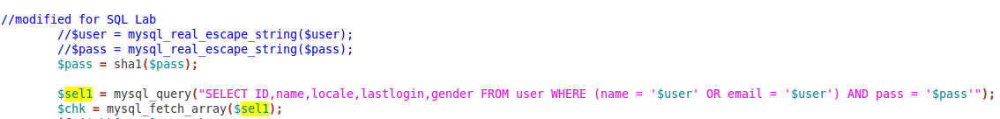 //modified for SQL Lab
//$user = mysql_real_escape_string($user);
//$pass = mysql_real_escape_string($pass);
$pass = sha1($pass);
$sel1 = mysql_query("SELECT ID,name,locale,lastlogin,gender FROM user WHERE (name = '$user' OR email = '$user') AND pass = '$pass'");
$chk = mysql_fetch_array($sel1);